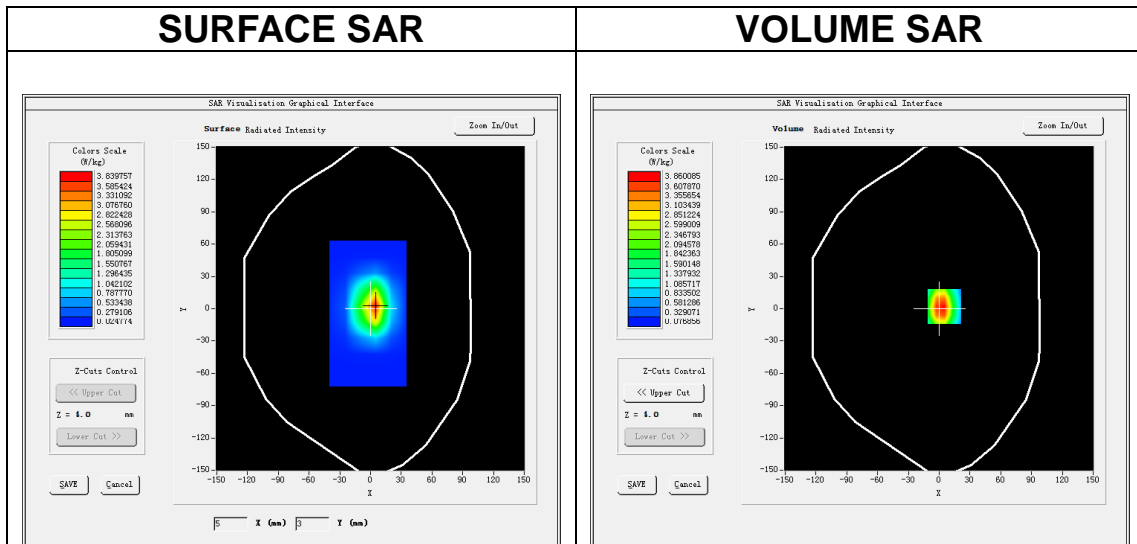 SURFACE SAR
VOLUME SAR
SAR Visualisation Graphical Interface
Surface Radiated Intensity
Zoom In/Out
Colors Scale
(W/kg)
3.839757
3.585424
3.331092
3.076760
2.822428
2.568096
2.313763
2.059431
1.805099
1.550767
1.296435
1.042102
0.787770
0.533438
0.279106
0.024774
150
120
90
60
30
0
-30
-60
-90
-120
-150
Y
-150 -120 -90 -60 -30 0 30 60 90 120 150
X
Z-Cuts Control
<< Upper Cut
Z = 4.0 mm
Lower Cut >>
SAVE Cancel
5 X (mm) 3 Y (mm)
SAR Visualisation Graphical Interface
Volume Radiated Intensity
Zoom In/Out
Colors Scale
(W/kg)
3.860085
3.607870
3.355654
3.103439
2.851224
2.599009
2.346793
2.094578
1.842363
1.590148
1.337932
1.085717
0.833502
0.581286
0.329071
0.076856
150
120
90
60
30
0
-30
-60
-90
-120
-150
Y
-150 -120 -90 -60 -30 0 30 60 90 120 150
X
Z-Cuts Control
<< Upper Cut
Z = 4.0 mm
Lower Cut >>
SAVE Cancel